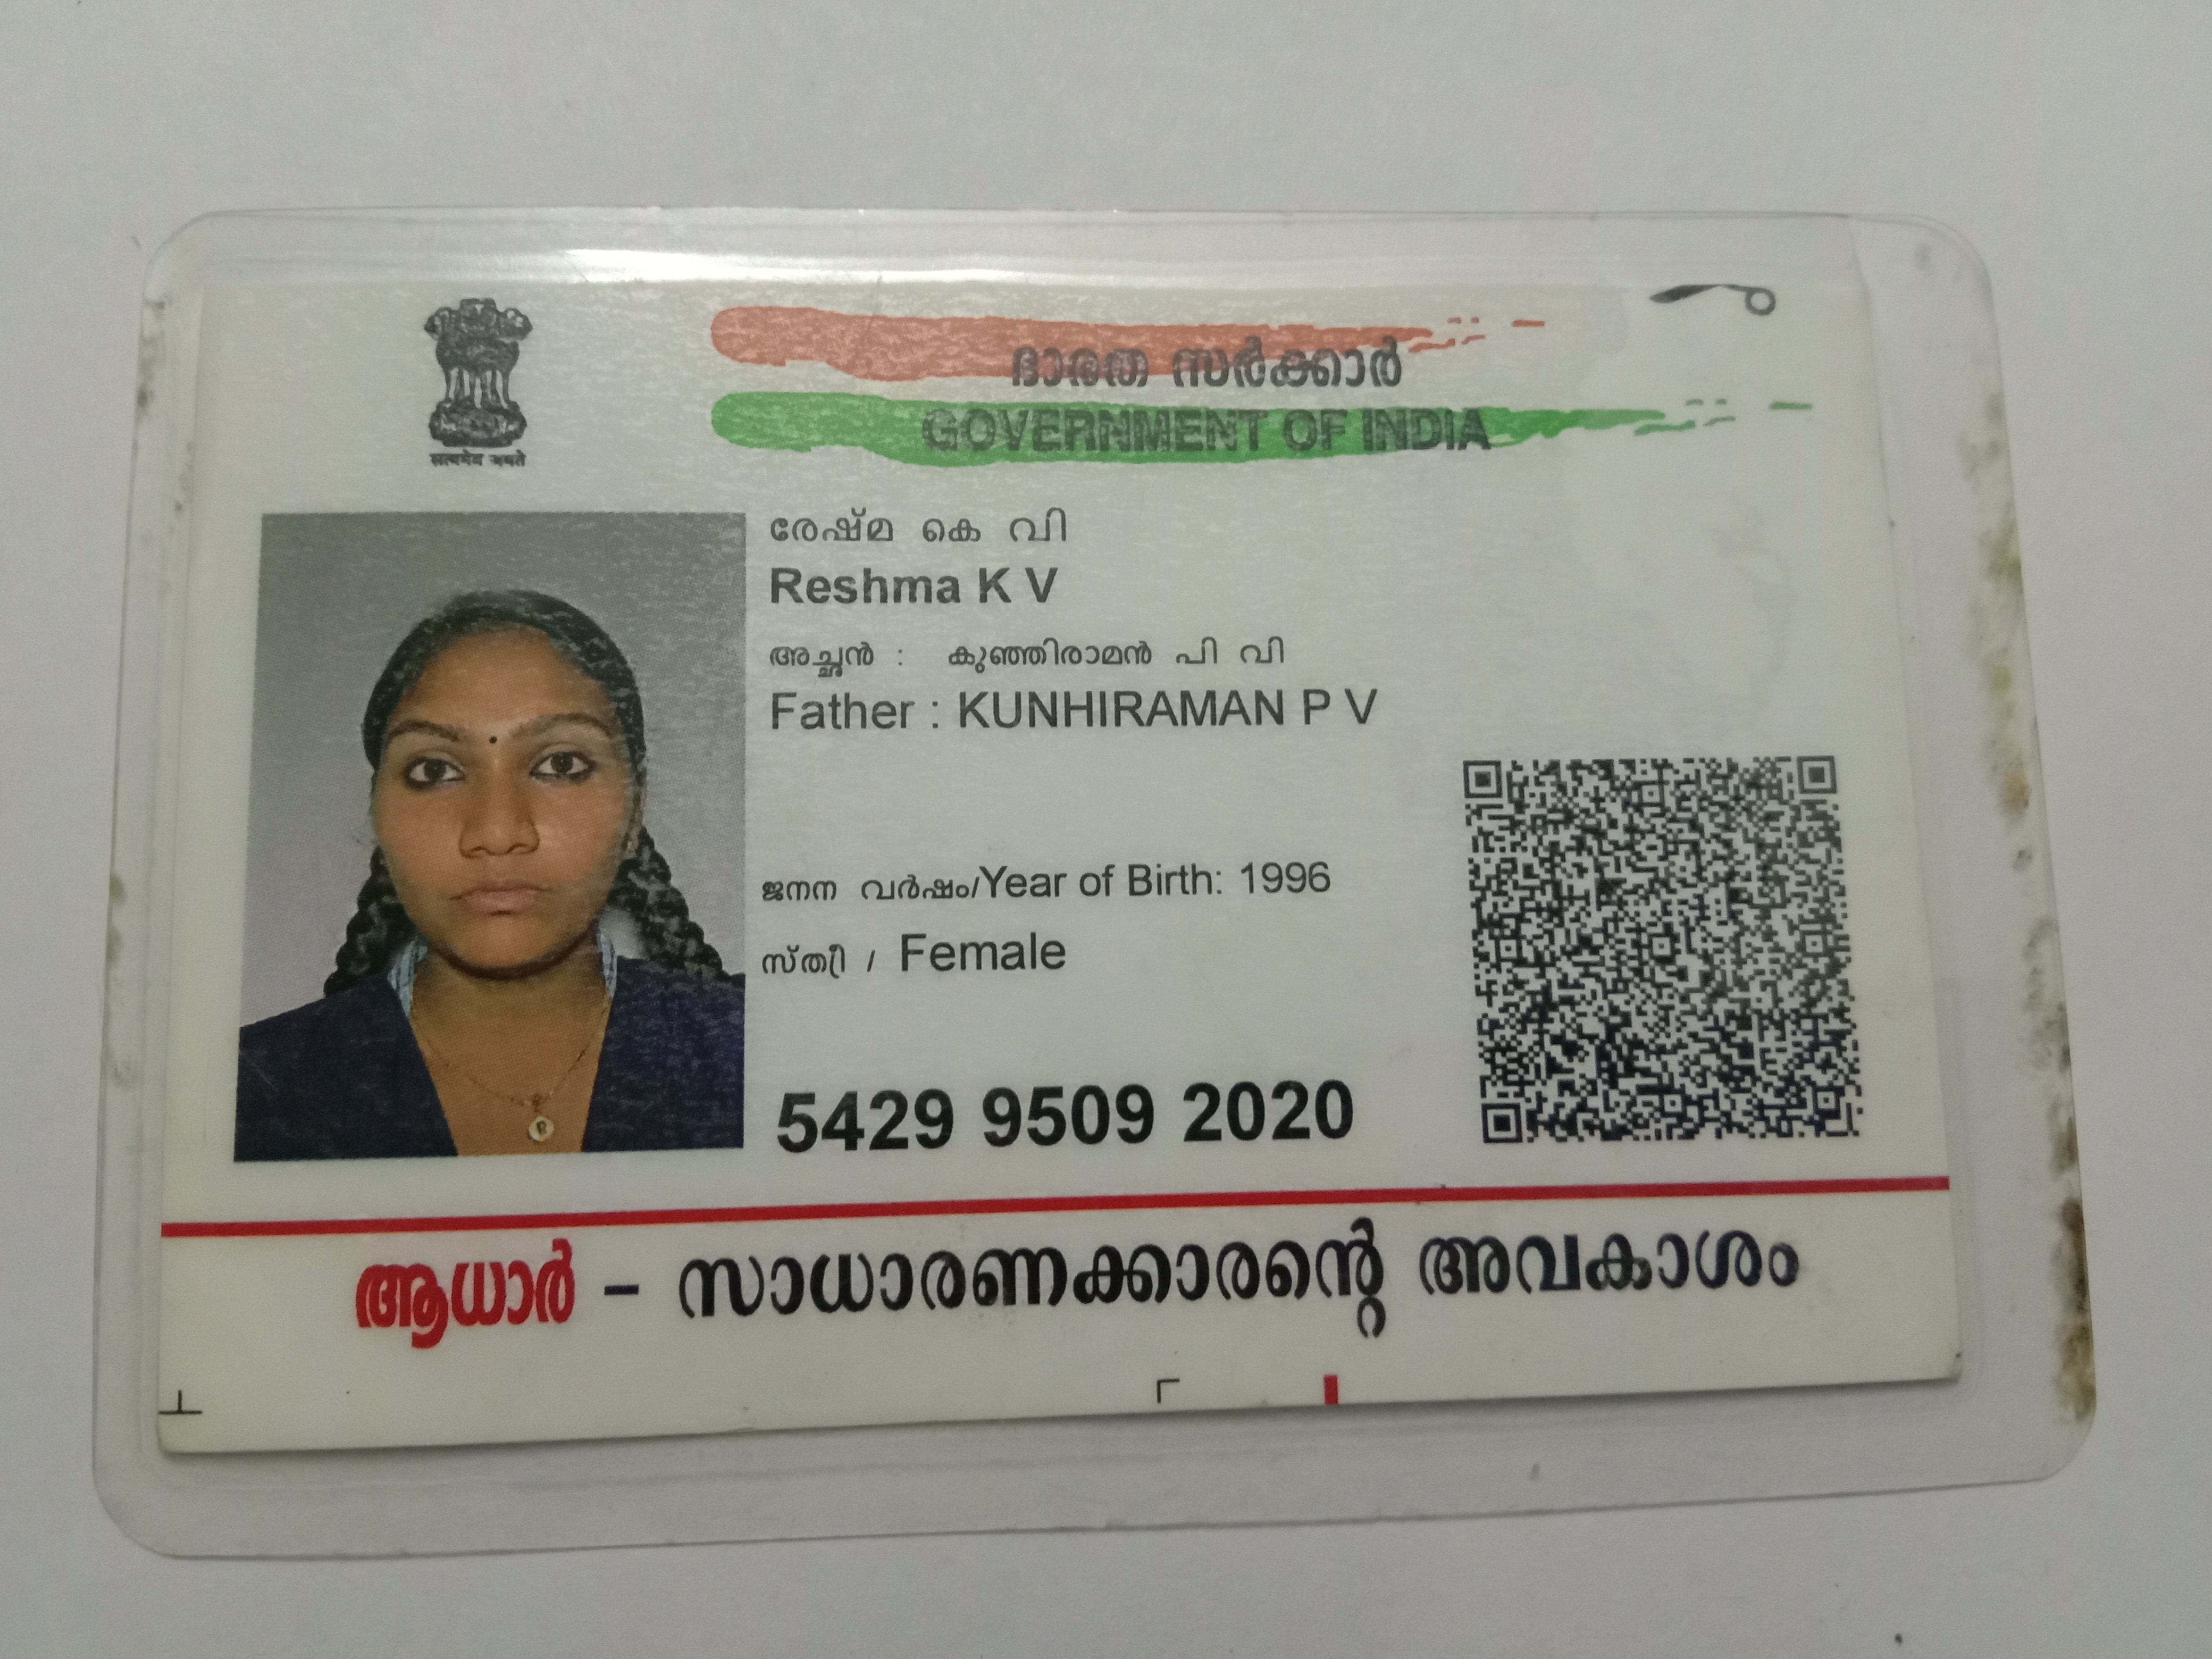 सत्यमेव जयते
ഭാരത സർക്കാർ
GOVERNMENT OF INDIA
രേഷ്മ കെ വി
Reshma K V
അച്ഛൻ : കുഞ്ഞിരാമൻ പി വി
Father : KUNHIRAMAN P V
ജനന വർഷം/Year of Birth: 1996
സ്ത്രീ / Female
5429 9509 2020
ആധാർ - സാധാരണക്കാരന്റെ അവകാശം